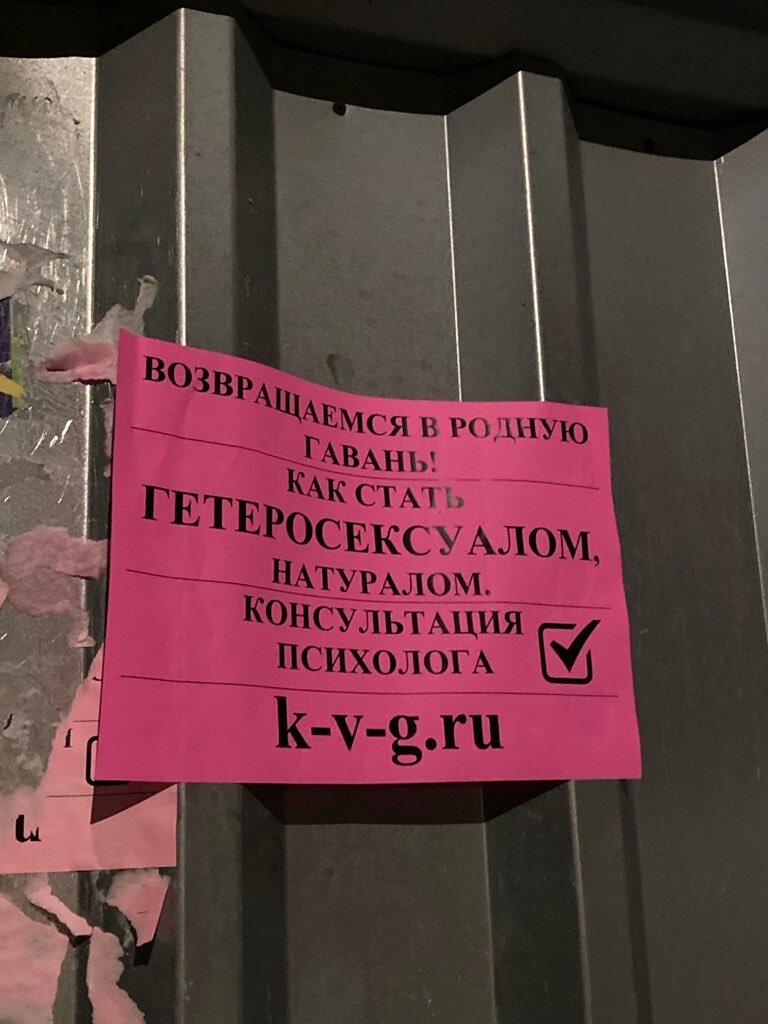 ВОЗВРАЩАЕМСЯ В РОДНУЮ
ГАВАНЬ!
КАК СТАТЬ
ГЕТЕРОСЕКСУАЛОМ,
НАТУРАЛОМ.
КОНСУЛЬТАЦИЯ
ПСИХОЛОГА
k-v-g.ru